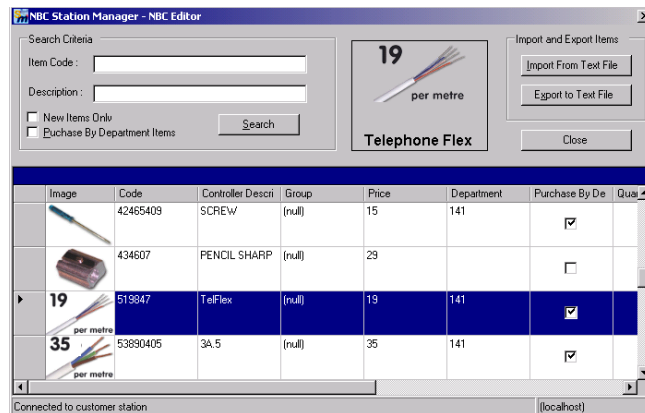 NBC Station Manager - NBC Editor
Search Criteria
Item Code :
Description :
New Items Only
Puchase By Department Items
Search
19
per metre
Telephone Flex
Import and Export Items
Import From Text File
Export to Text File
Close
Image Code Controller Descri Group Price Department Purchase By De Quan
42465409 SCREW (null) 15 141
434607 PENCIL SHARP (null) 29
19 per metre 519847 TelFlex (null) 19 141
35 per metre 53890405 3A.5 (null) 35 141
Connected to customer station (localhost)